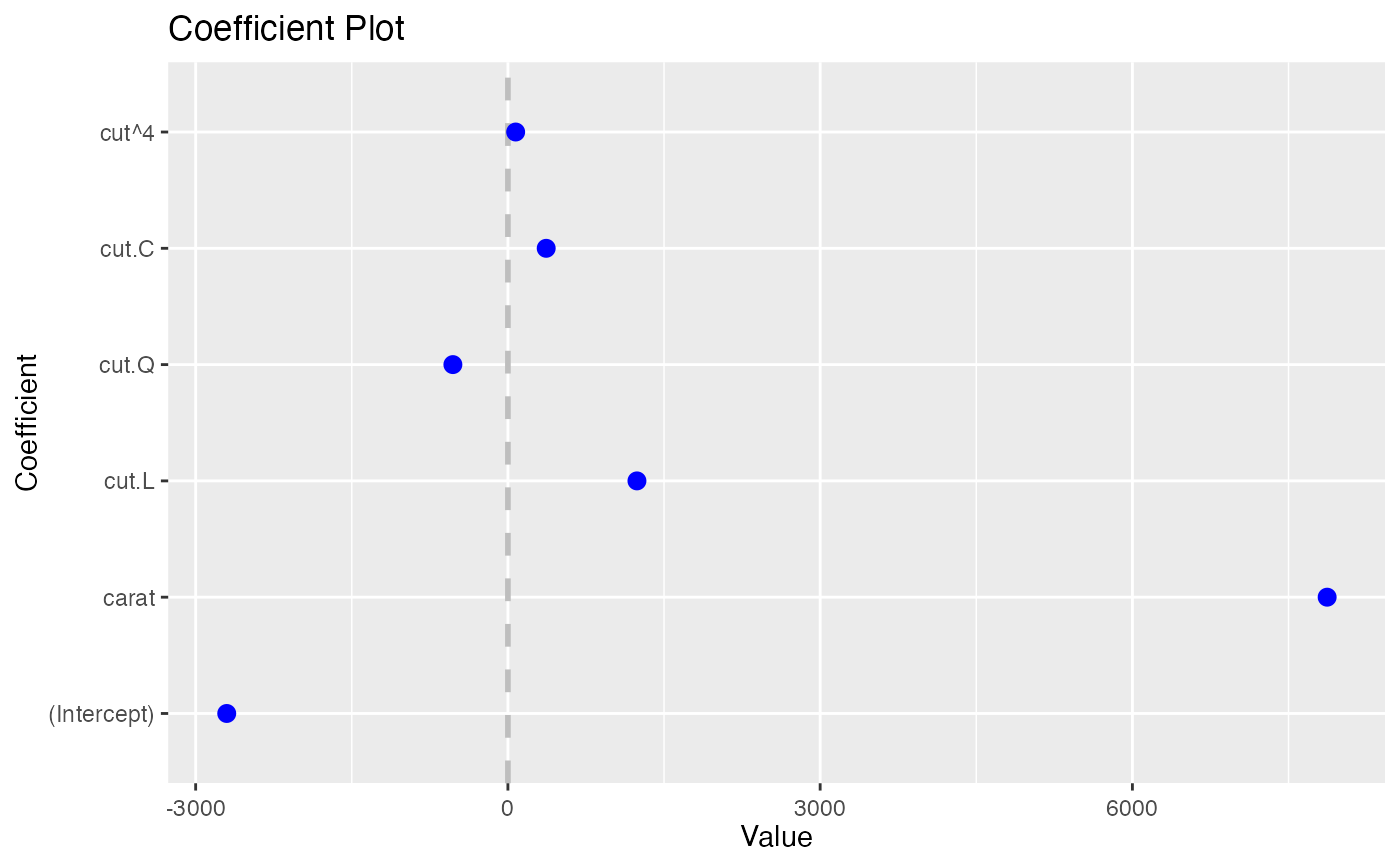 Coefficient Plot
Coefficient
cut^4
cut.C
cut.Q
cut.L
carat
(Intercept)
-3000 0 3000 6000
Value